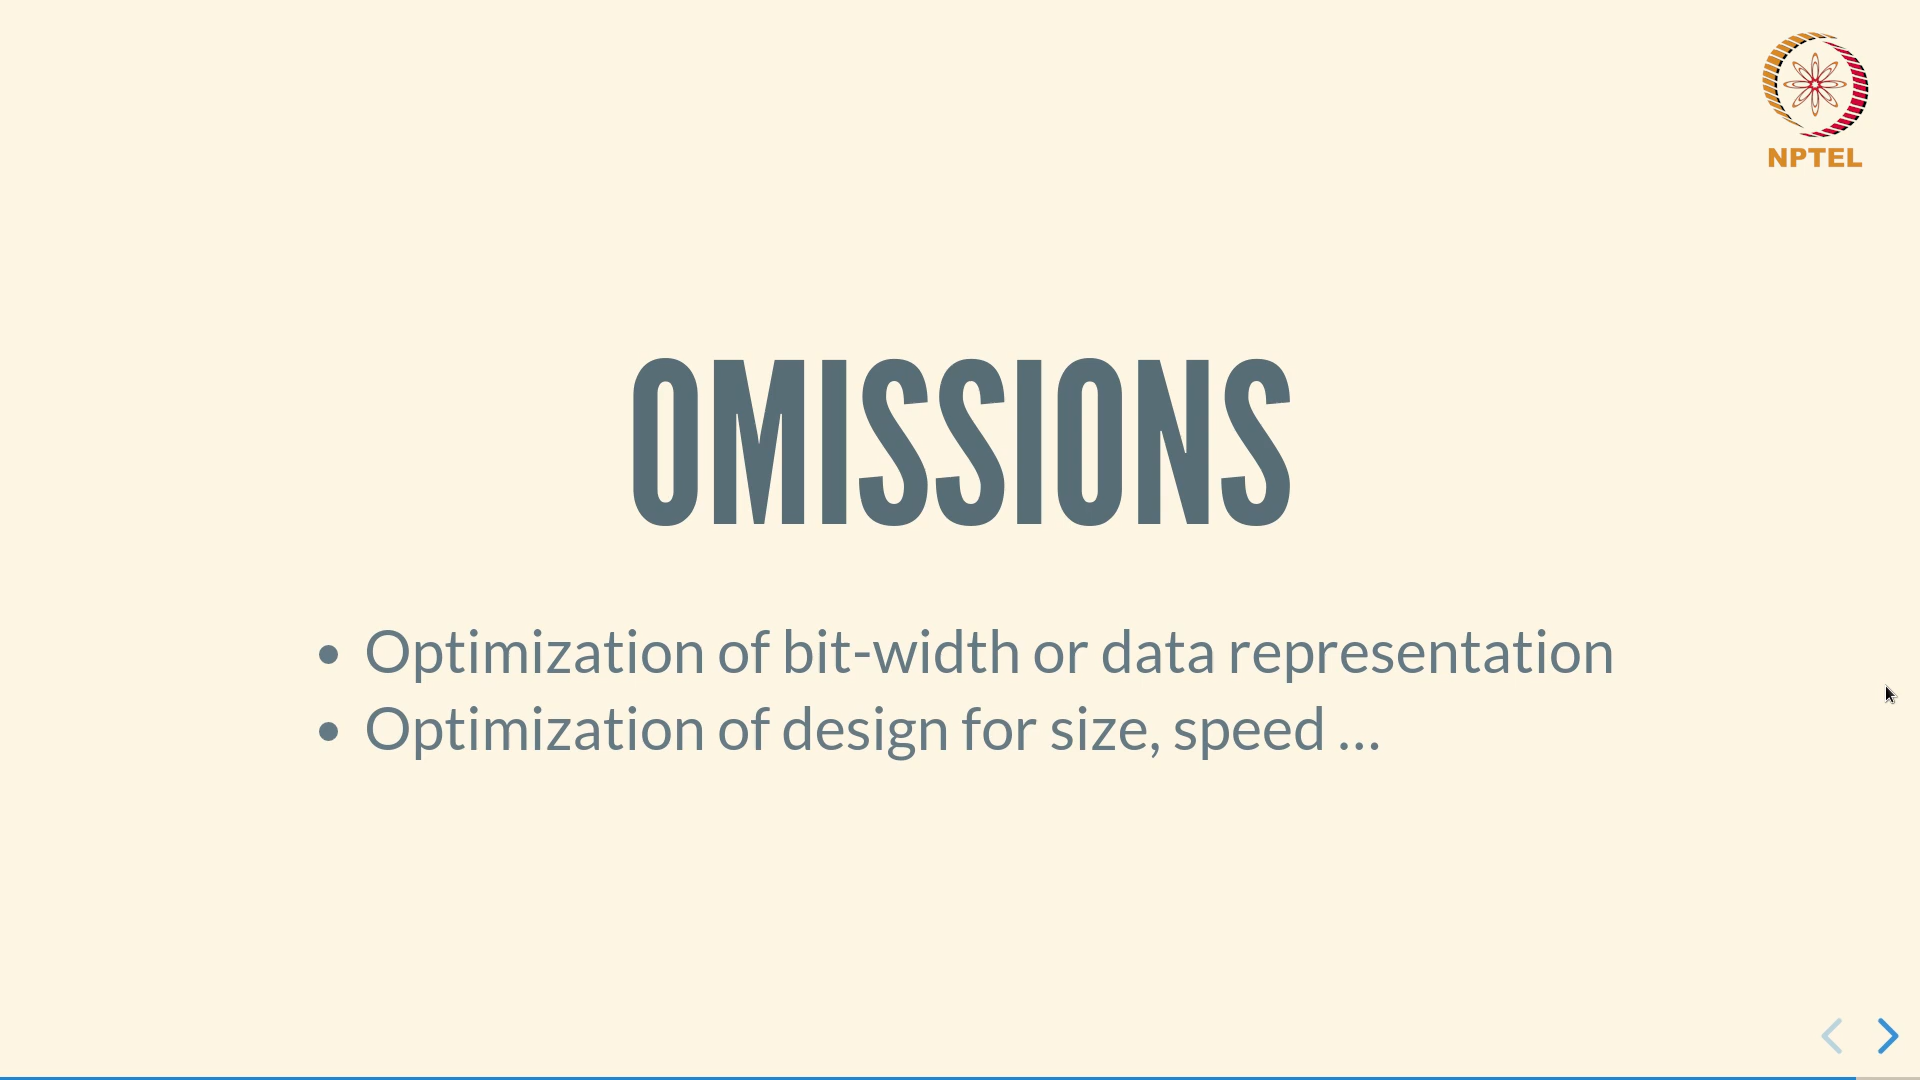 NPTEL
OMISSIONS
• Optimization of bit-width or data representation
• Optimization of design for size, speed ...